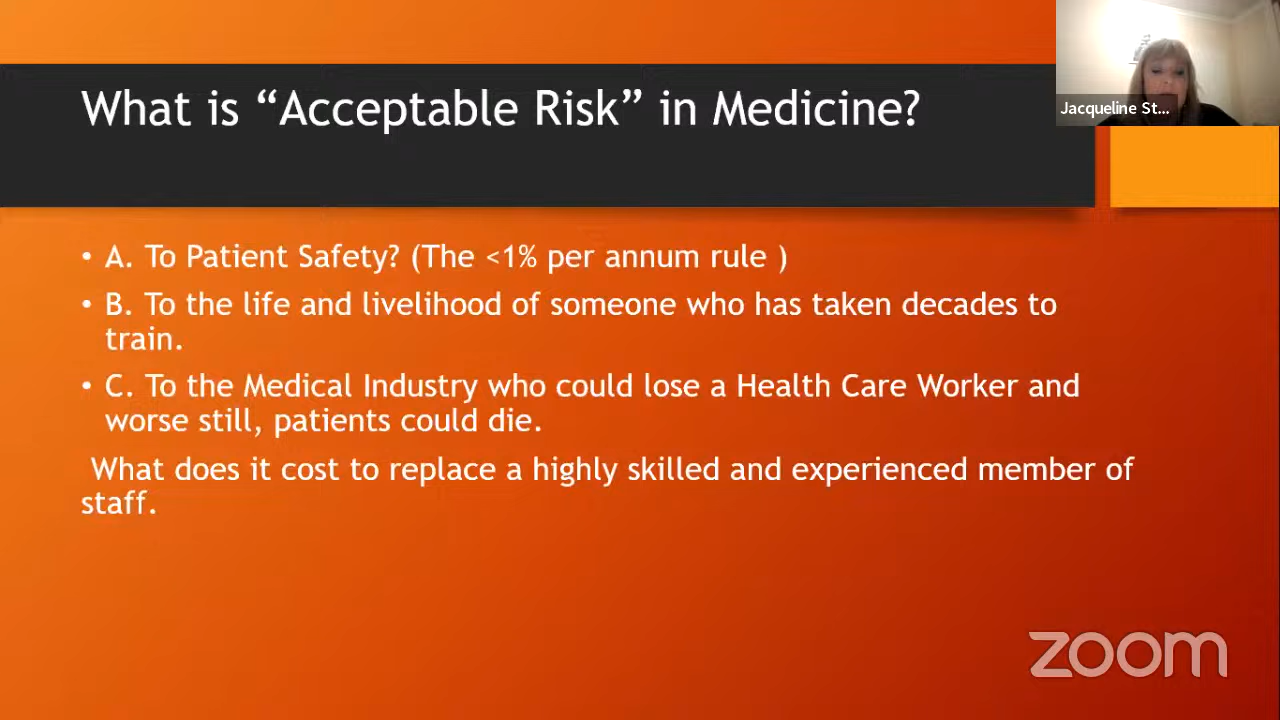 What is “Acceptable Risk” in Medicine?
Jacqueline St...
• A. To Patient Safety? (The <1% per annum rule )
• B. To the life and livelihood of someone who has taken decades to
train.
• C. To the Medical Industry who could lose a Health Care Worker and
worse still, patients could die.
What does it cost to replace a highly skilled and experienced member of
staff.
zoom